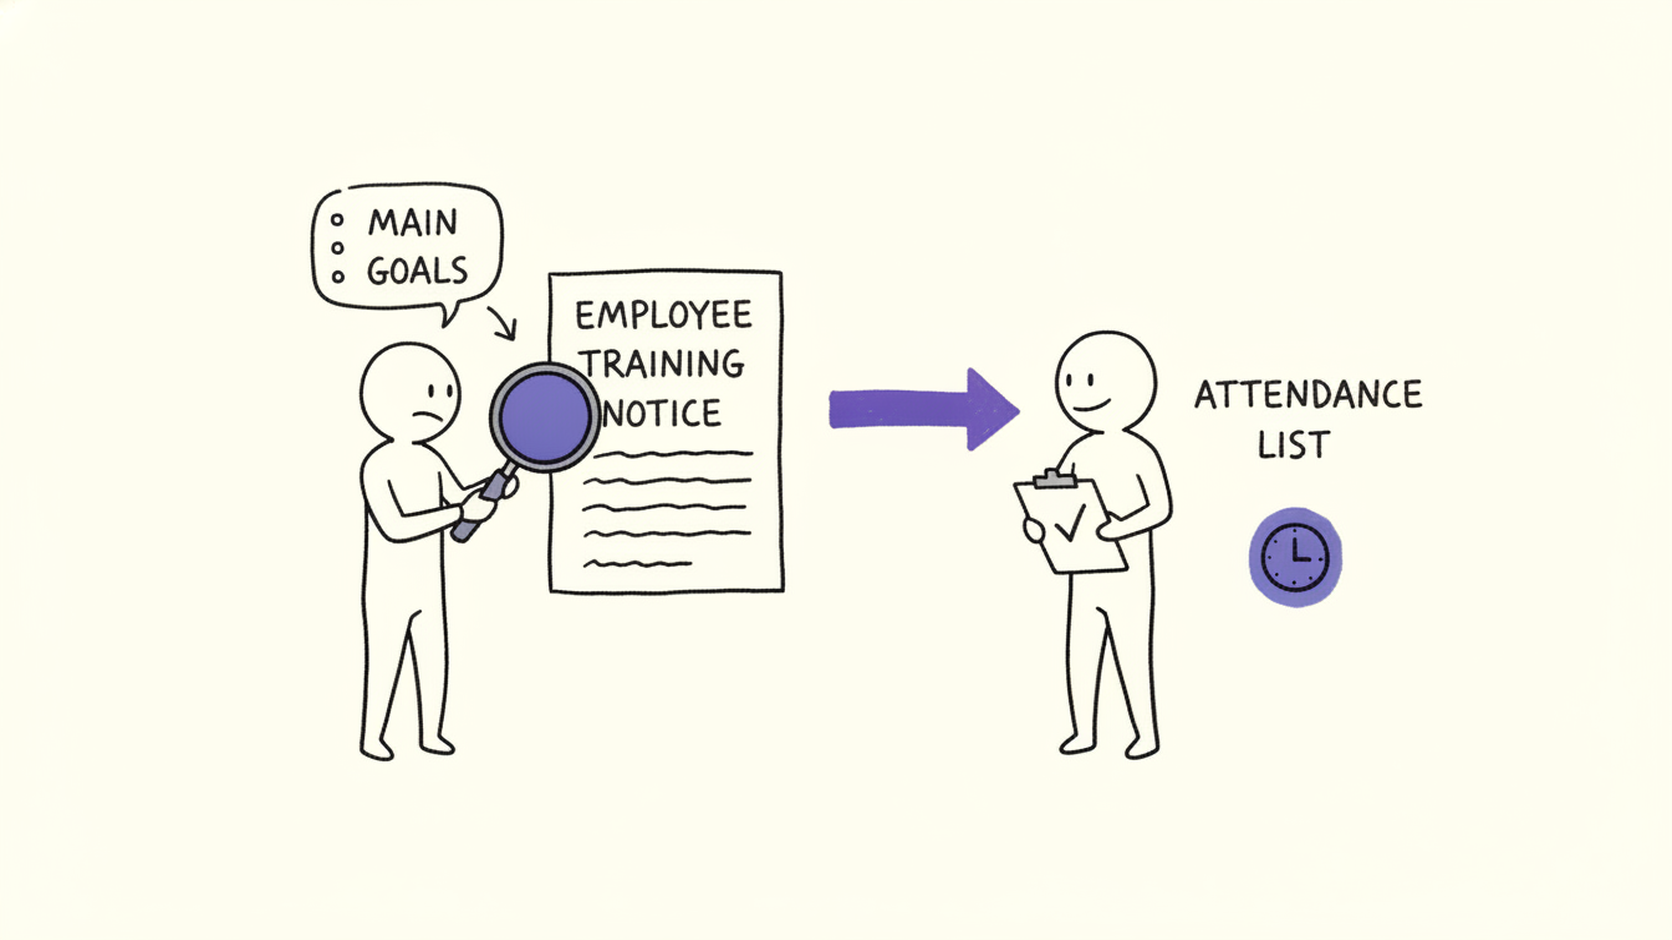 MAIN
GOALS
EMPLOYEE
TRAINING
NOTICE
ATTENDANCE
LIST